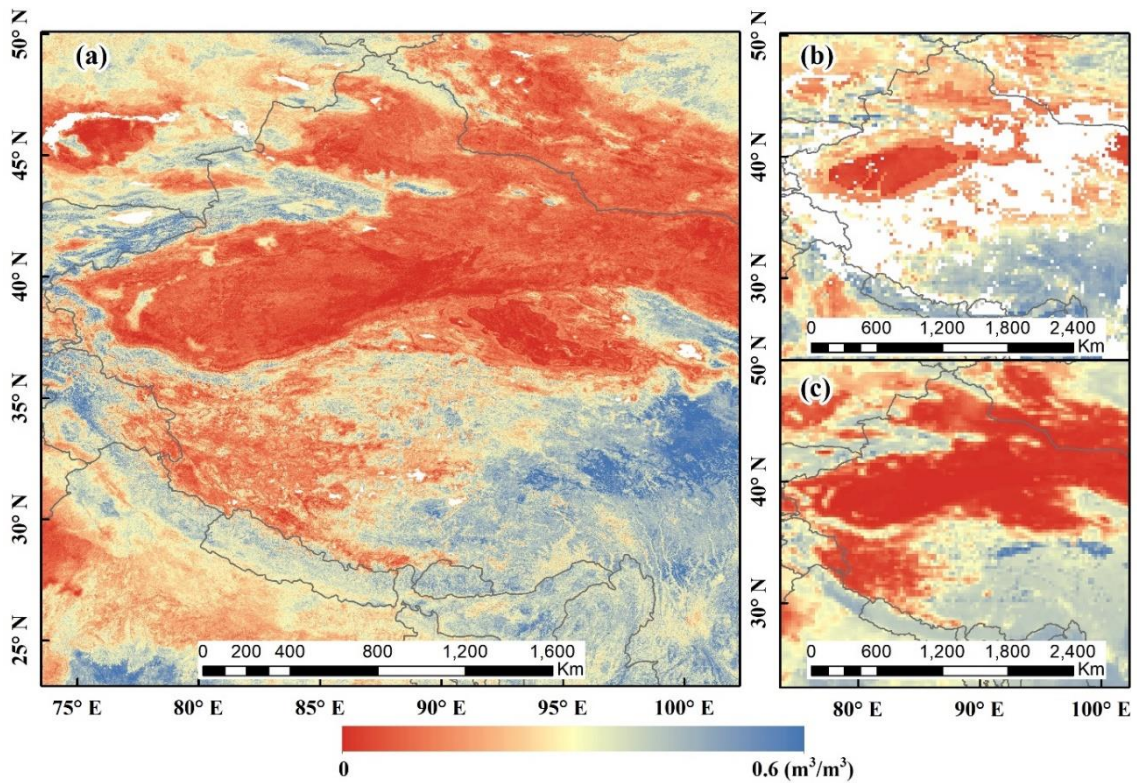 (a)
50° N
45° N
40° N
35° N
30° N
25° N
0 200 400 800 1,200 1,600
Km
75° E 80° E 85° E 90° E 95° E 100° E
(b)
50° N
40° N
30° N
0 600 1,200 1,800 2,400
Km
(c)
50° N
40° N
30° N
0 600 1,200 1,800 2,400
Km
80° E 90° E 100° E
0 0.6 (m³/m³)